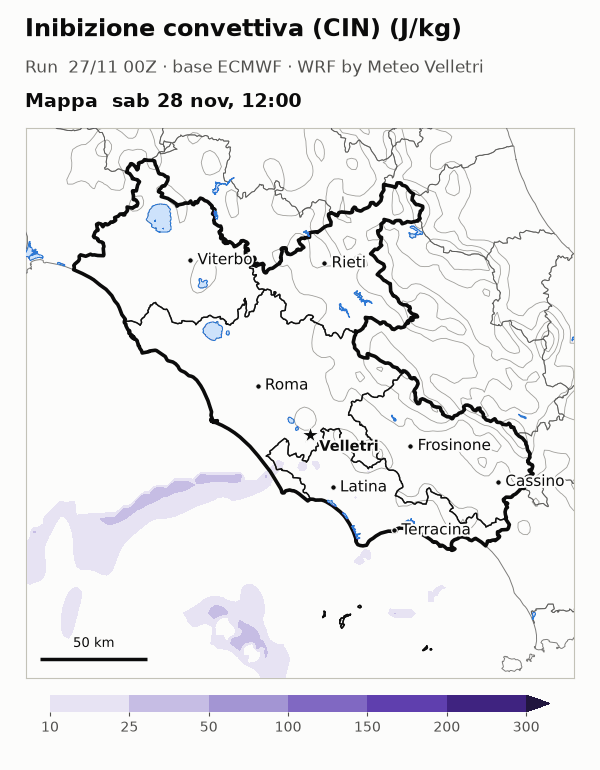 Inibizione convettiva (CIN) (J/kg)
Run  27/11 00Z · base ECMWF · WRF by Meteo Velletri
Mappa  sab 28 nov, 12:00
Viterbo
Rieti
Roma
Velletri
Frosinone
Latina
Cassino
Terracina
50 km
10 25 50 100 150 200 300